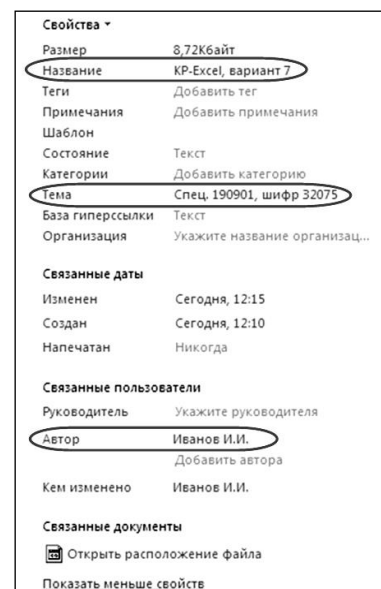 Свойства
Размер 8,72Кбайт
Название КР-Excel, вариант 7
Теги Добавить тег
Примечания Добавить примечания
Шаблон
Состояние Текст
Категории Добавить категорию
Тема Спец. 190901, шифр 32075
База гиперссылки Текст
Организация Укажите название организац...
Связанные даты
Изменен Сегодня, 12:15
Создан Сегодня, 12:10
Напечатан Никогда
Связанные пользователи
Руководитель Укажите руководителя
Автор Иванов И.И.
Добавить автора
Кем изменено Иванов И.И.
Связанные документы
Открыть расположение файла
Показать меньше свойств